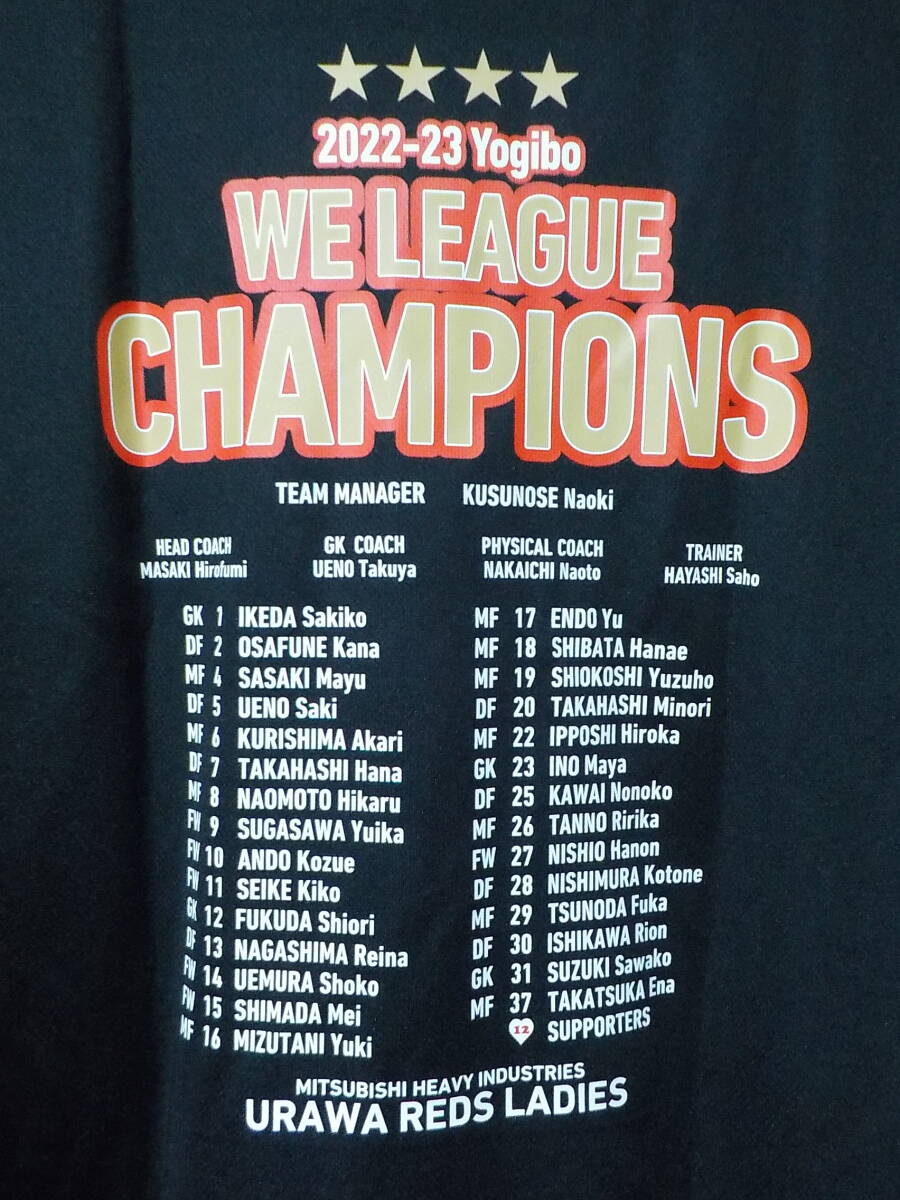 2022-23 Yogibo
WE LEAGUE
CHAMPIONS
TEAM MANAGER KUSUNOSE Naoki
HEAD COACH
MASAKI Hirofumi
GK COACH
UENO Takuya
PHYSICAL COACH
NAKAICHI Naoto
TRAINER
HAYASHI Saho
GK 1 IKEDA Sakiko
DF 2 OSAFUNE Kana
MF 4 SASAKI Mayu
DF 5 UENO Saki
MF 6 KURISHIMA Akari
DF 7 TAKAHASHI Hana
MF 8 NAOMOTO Hikaru
FW 9 SUGASAWA Yuika
FW 10 ANDO Kozue
FW 11 SEIKE Kiko
GK 12 FUKUDA Shiori
DF 13 NAGASHIMA Reina
FW 14 UEMURA Shoko
FW 15 SHIMADA Mei
MF 16 MIZUTANI Yuki
MF 17 ENDO Yu
MF 18 SHIBATA Hanae
MF 19 SHIOKOSHI Yuzuho
DF 20 TAKAHASHI Minori
MF 22 IPPOSHI Hiroka
GK 23 INO Maya
DF 25 KAWAI Nonoko
MF 26 TANNO Ririka
FW 27 NISHIO Hanon
DF 28 NISHIMURA Kotone
MF 29 TSUNODA Fuka
DF 30 ISHIKAWA Rion
GK 31 SUZUKI Sawako
MF 37 TAKATSUKA Ena
12 SUPPORTERS
MITSUBISHI HEAVY INDUSTRIES
URAWA REDS LADIES